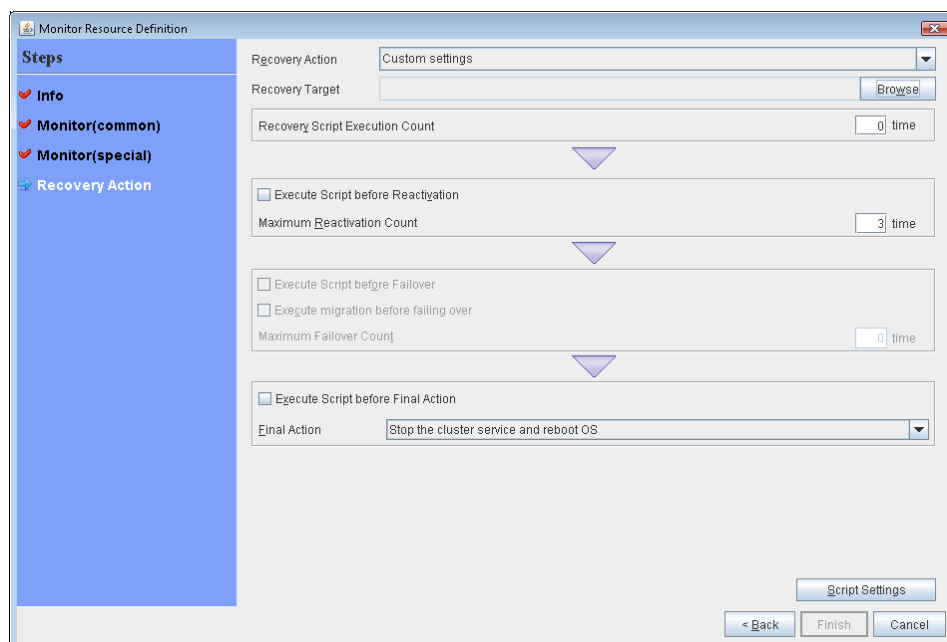 Monitor Resource Definition
Steps
Info
Monitor(common)
Monitor(special)
Recovery Action
Recovery Action Custom settings
Recovery Target Browse
Recovery Script Execution Count 0 time
Execute Script before Reactivation
Maximum Reactivation Count 3 time
Execute Script before Failover
Execute migration before failing over
Maximum Failover Count 0 time
Execute Script before Final Action
Final Action Stop the cluster service and reboot OS
Script Settings
< Back Finish Cancel